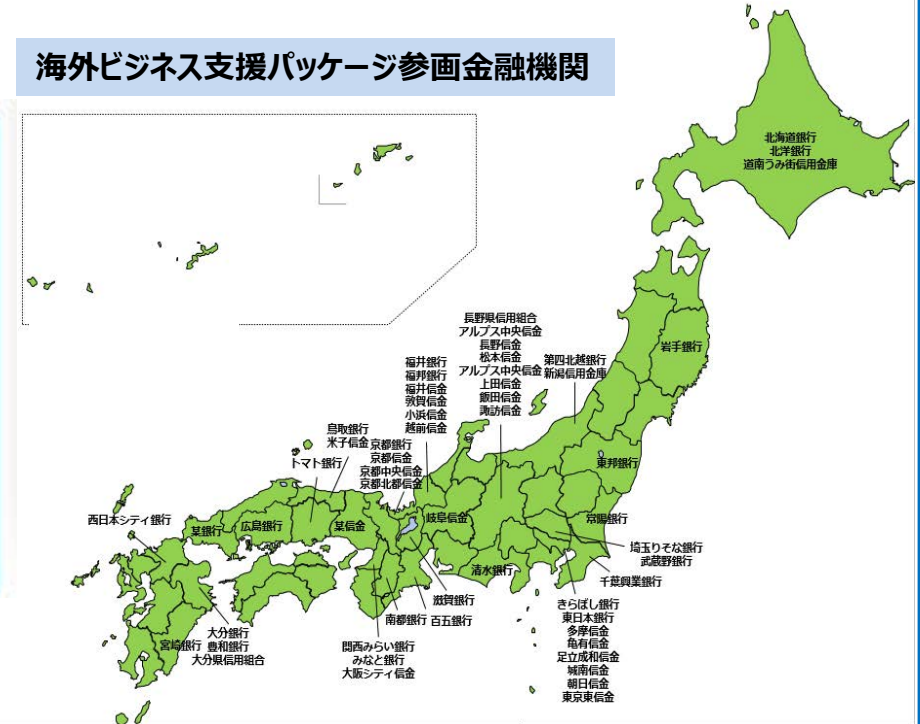 海外ビジネス支援パッケージ参画金融機関
北海道銀行
北洋銀行
道南うみ街信用金庫
岩手銀行
長野県信用組合
アルプス中央信金
長野信金
松本信金
アルプス中央信金
上田信金
飯田信金
諏訪信金
第四北越銀行
新潟信用金庫
福井銀行
福邦銀行
福井信金
敦賀信金
小浜信金
越前信金
鳥取銀行
米子信金
京都銀行
京都信金
京都中央信金
京都北都信金
トマト銀行
東邦銀行
西日本シティ銀行
某銀行
広島銀行
某信金
岐阜信金
常陽銀行
埼玉りそな銀行
武蔵野銀行
清水銀行
千葉興業銀行
滋賀銀行
南都銀行
百五銀行
きらぼし銀行
東日本銀行
多摩信金
亀有信金
足立成和信金
城南信金
朝日信金
東京東信金
宮崎銀行
大分銀行
豊和銀行
大分県信用組合
関西みらい銀行
みなと銀行
大阪シティ信金